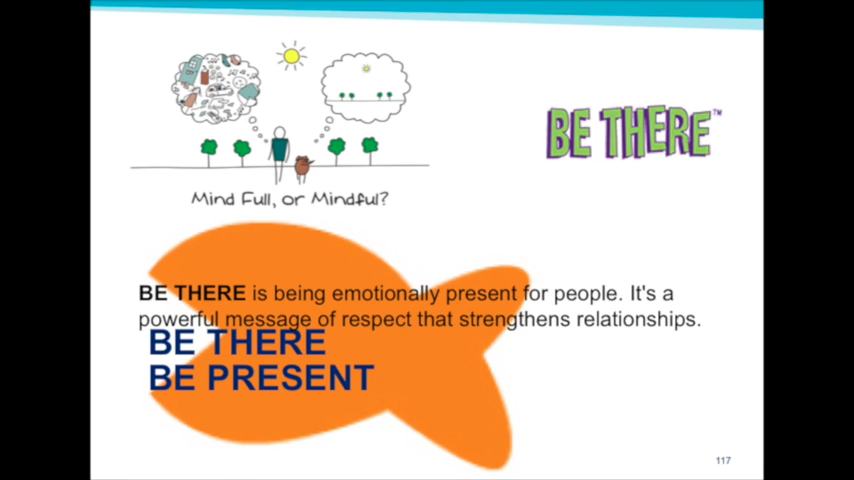 BE THERE™
Mind Full, or Mindful?
BE THERE is being emotionally present for people. It's a
powerful message of respect that strengthens relationships.
BE THERE
BE PRESENT
117